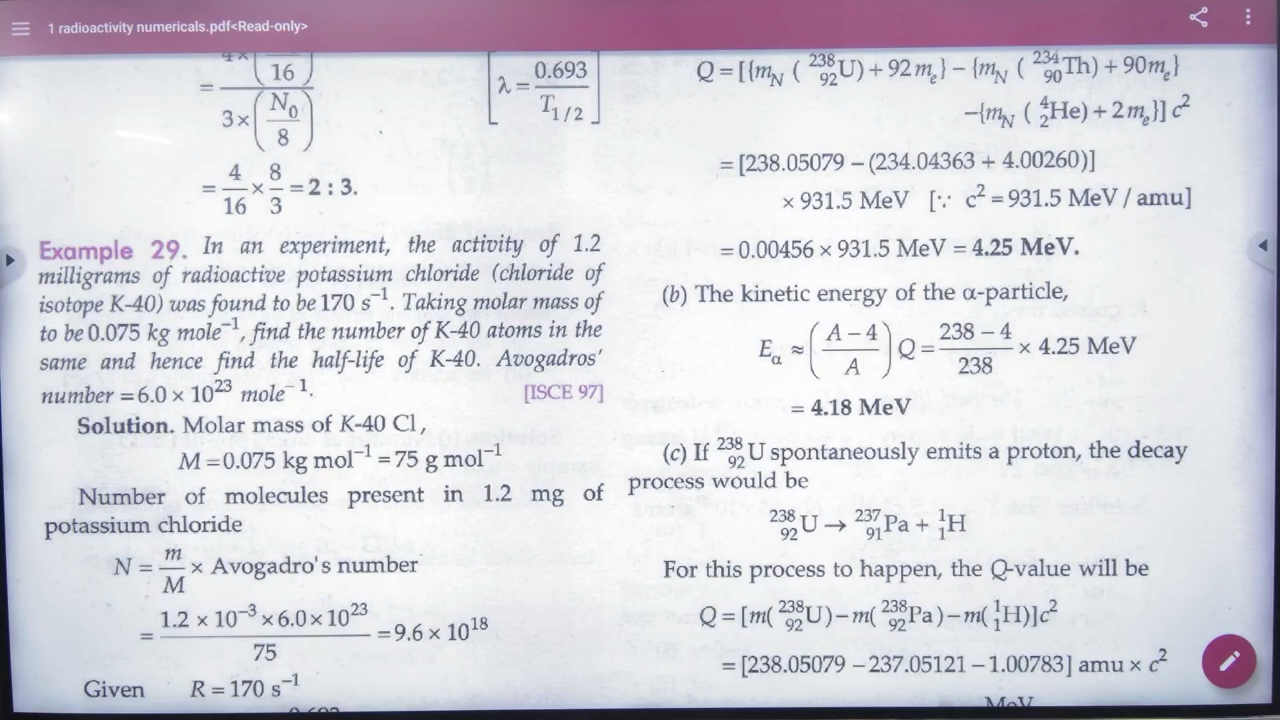 1 radioactivity numericals.pdf<Read-only>
= 4 × ( /16) / 3 × (N₀/8)
[λ = 0.693/T₁/₂]
= 4/16 × 8/3 = 2 : 3.
Example 29. In an experiment, the activity of 1.2
milligrams of radioactive potassium chloride (chloride of
isotope K-40) was found to be 170 s⁻¹. Taking molar mass of
to be 0.075 kg mole⁻¹, find the number of K-40 atoms in the
same and hence find the half-life of K-40. Avogadros'
number = 6.0 × 10²³ mole⁻¹.
[ISCE 97]
Solution. Molar mass of K-40 Cl,
M = 0.075 kg mol⁻¹ = 75 g mol⁻¹
Number of molecules present in 1.2 mg of
potassium chloride
N = m/M × Avogadro's number
= 1.2 × 10⁻³ × 6.0 × 10²³/75 = 9.6 × 10¹⁸
Given R = 170 s⁻¹
Q = [{m_N (²³⁸₉₂U) + 92 mₑ} − {m_N (²³⁴₉₀Th) + 90 mₑ}
−{m_N (⁴₂He) + 2 mₑ}] c²
= [238.05079 − (234.04363 + 4.00260)]
× 931.5 MeV [∵ c² = 931.5 MeV / amu]
= 0.00456 × 931.5 MeV = 4.25 MeV.
(b) The kinetic energy of the α-particle,
E_α ≈ (A − 4/A) Q = 238 − 4/238 × 4.25 MeV
= 4.18 MeV
(c) If ²³⁸₉₂U spontaneously emits a proton, the decay
process would be
²³⁸₉₂U → ²³⁷₉₁Pa + ¹₁H
For this process to happen, the Q-value will be
Q = [m(²³⁸₉₂U) − m(²³⁸₉₂Pa) − m(¹₁H)]c²
= [238.05079 − 237.05121 − 1.00783] amu × c²
MeV